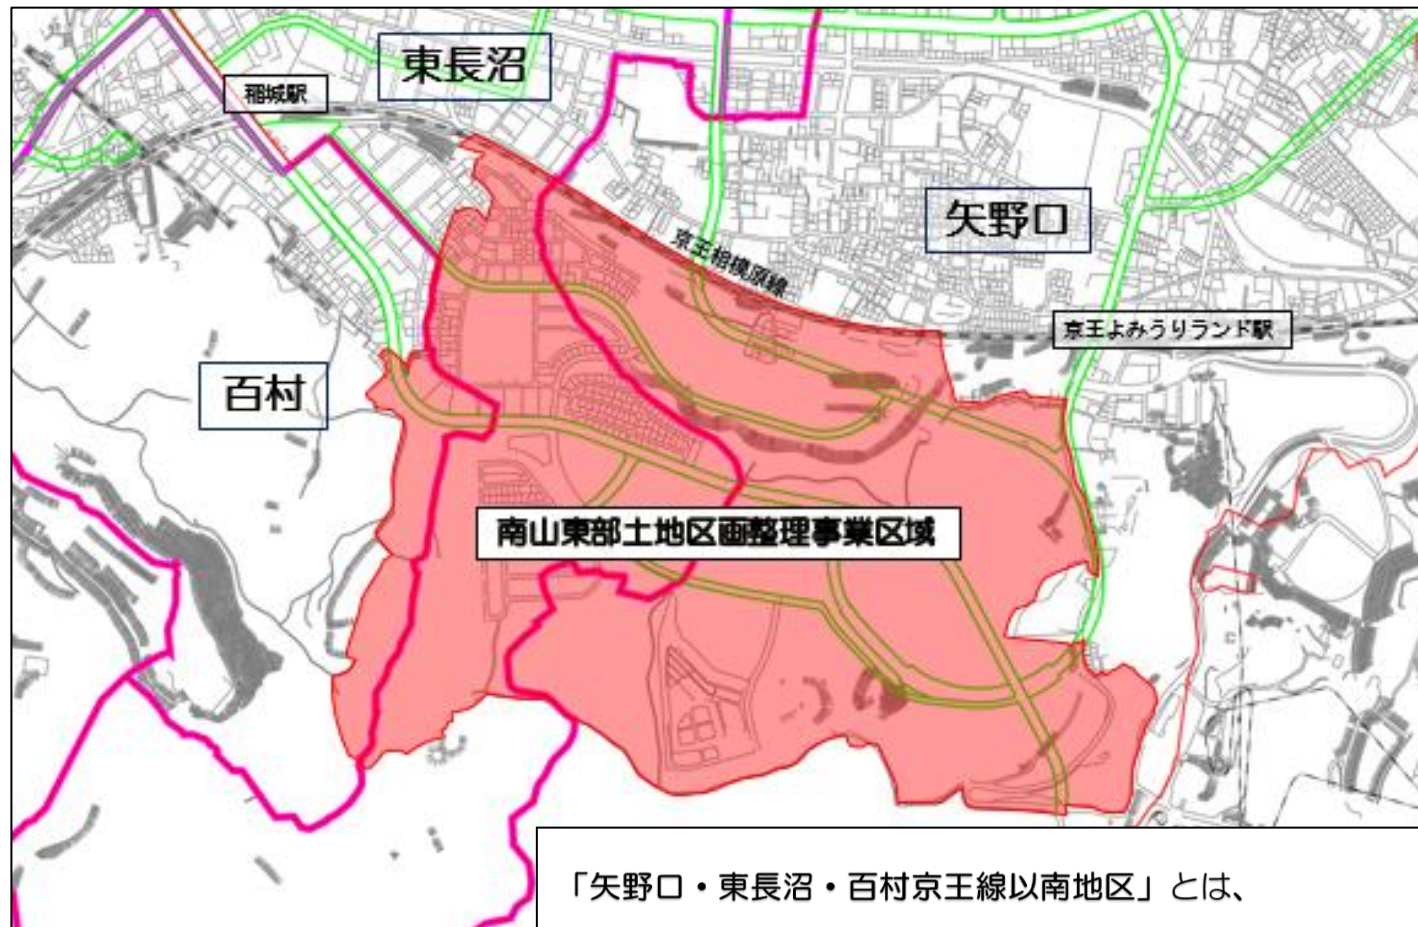 東長沼
稲城駅
矢野口
京王相模原線
京王よみうりランド駅
百村
南山東部土地区画整理事業区域
「矢野口・東長沼・百村京王線以南地区」とは、